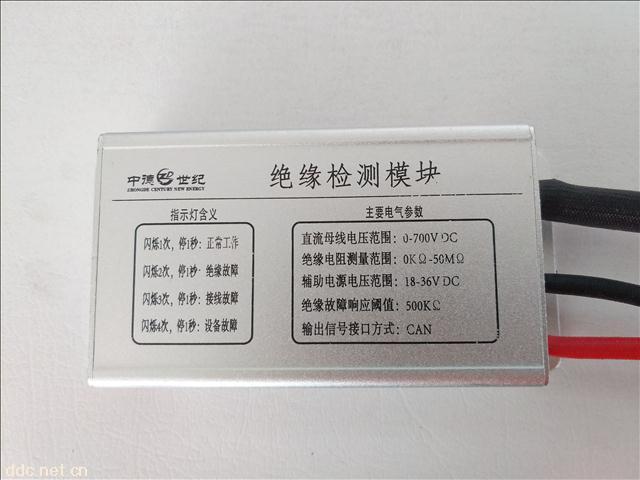 中德 世纪
ZHONGDE CENTURY NEW ENERGY
绝缘检测模块
指示灯含义
闪烁1次，停1秒：正常工作
闪烁2次，停1秒：绝缘故障
闪烁3次，停1秒：接线故障
闪烁4次，停1秒：设备故障
主要电气参数
直流母线电压范围：0-700V DC
绝缘电阻测量范围：0KΩ-50MΩ
辅助电源电压范围：18-36V DC
绝缘故障响应阈值：500KΩ
输出信号接口方式：CAN
ddc.net.cn